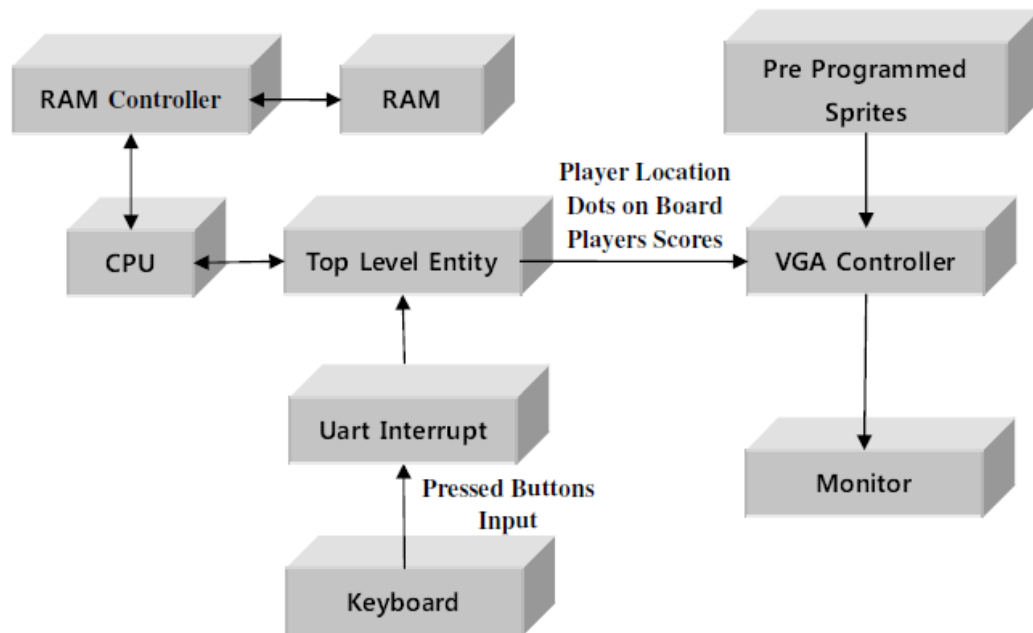 RAM Controller
RAM
Pre Programmed
Sprites
Player Location
Dots on Board
Players Scores
CPU
Top Level Entity
VGA Controller
Uart Interrupt
Pressed Buttons
Input
Monitor
Keyboard